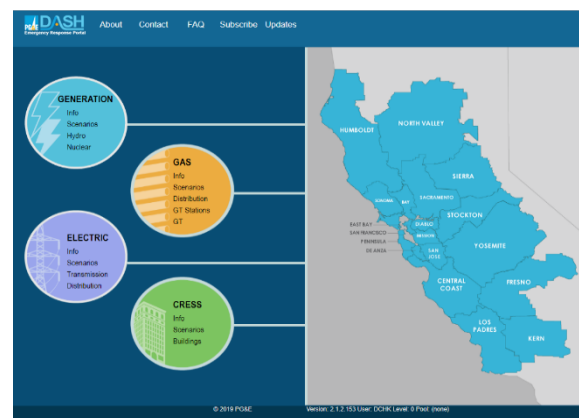 PG&E DASH
Emergency Response Portal
About Contact FAQ Subscribe Updates
GENERATION
Info
Scenarios
Hydro
Nuclear
GAS
Info
Scenarios
Distribution
GT Stations
GT
ELECTRIC
Info
Scenarios
Transmission
Distribution
CRESS
Info
Scenarios
Buildings
HUMBOLDT
NORTH VALLEY
SIERRA
SONOMA
SACRAMENTO
EAST BAY
DIABLO
STOCKTON
SAN FRANCISCO
MISSION
PENINSULA
DE ANZA
SAN
JOSE
YOSEMITE
CENTRAL
COAST
FRESNO
LOS
PADRES
KERN
© 2019 PG&E
Version: 2.1.2.153 User: DCHK Level: 0 Post: (none)